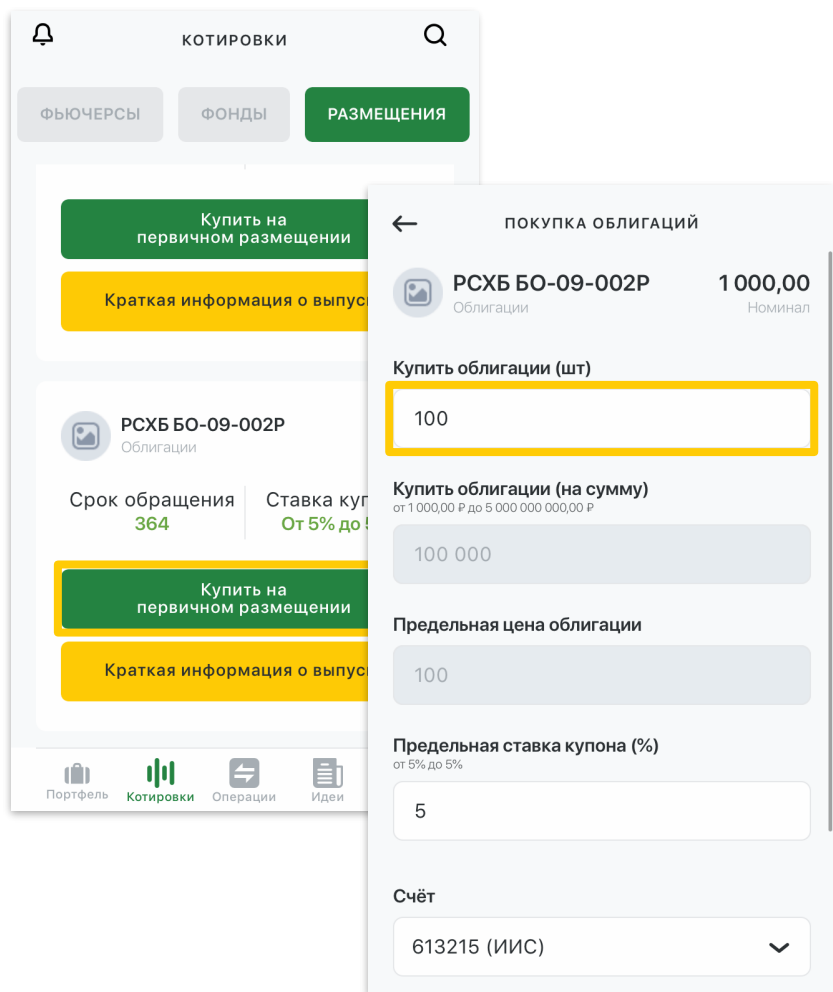 КОТИРОВКИ
ФЬЮЧЕРСЫ
ФОНДЫ
РАЗМЕЩЕНИЯ
Купить на
первичном размещении
Краткая информация о выпус
РСХБ БО-09-002Р
Облигации
Срок обращения
364
Ставка куп
От 5% до
Купить на
первичном размещении
Краткая информация о выпус
Портфель
Котировки
Операции
Идеи
ПОКУПКА ОБЛИГАЦИЙ
РСХБ БО-09-002Р
1 000,00
Облигации
Номинал
Купить облигации (шт)
100
Купить облигации (на сумму)
от 1 000,00 ₽ до 5 000 000 000,00 ₽
100 000
Предельная цена облигации
100
Предельная ставка купона (%)
от 5% до 5%
5
Счёт
613215 (ИИС)